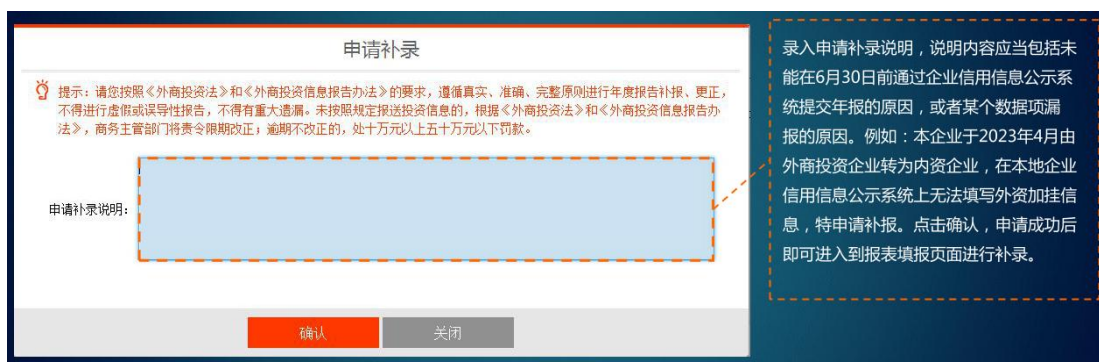 申请补录
提示：请您按照《外商投资法》和《外商投资信息报告办法》的要求，遵循真实、准确、完整原则进行年度报告补报、更正，
不得进行虚假或误导性报告，不得有重大遗漏。未按照规定报送投资信息的，根据《外商投资法》和《外商投资信息报告办
法》，商务主管部门将责令限期改正；逾期不改正的，处十万元以上五十万元以下罚款。
申请补录说明：
确认
关闭
录入申请补录说明，说明内容应当包括未
能在6月30日前通过企业信用信息公示系
统提交年报的原因，或者某个数据项漏
报的原因。例如：本企业于2023年4月由
外商投资企业转为内资企业，在本地企业
信用信息公示系统上无法填写外资加挂信
息，特申请补报。点击确认，申请成功后
即可进入到报表填报页面进行补录。